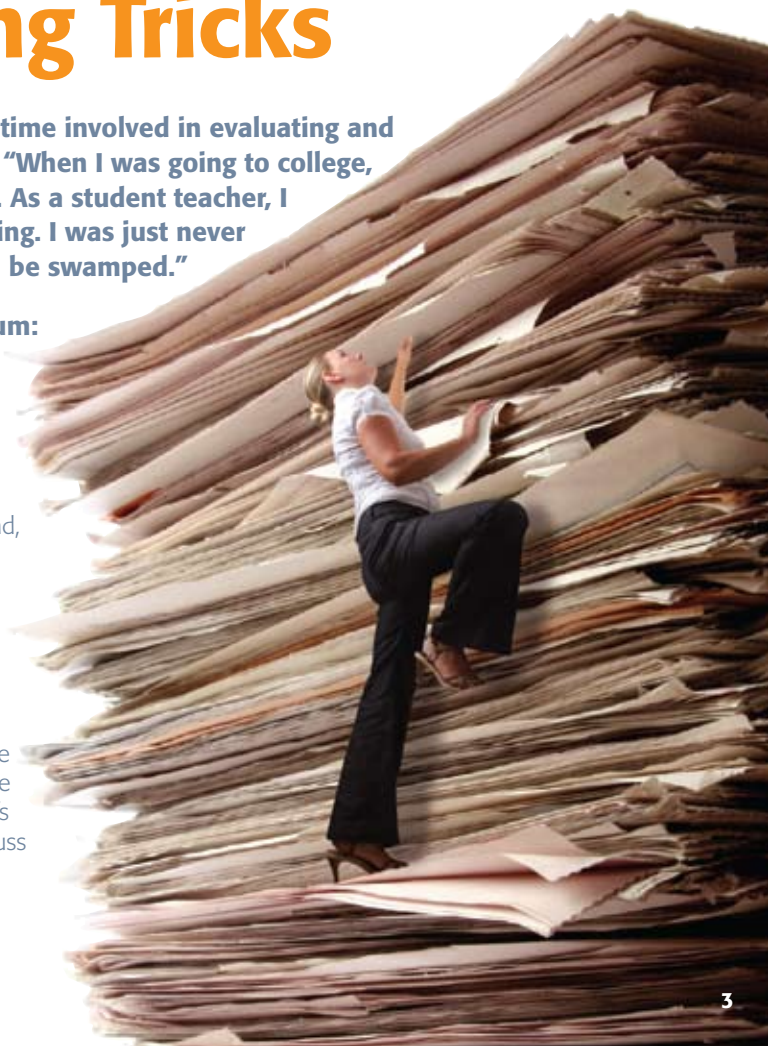 ng Tricks
time involved in evaluating and
“When I was going to college,
. As a student teacher, I
ing. I was just never
be swamped.”
um:
nd,
e
e
’s
uss
3